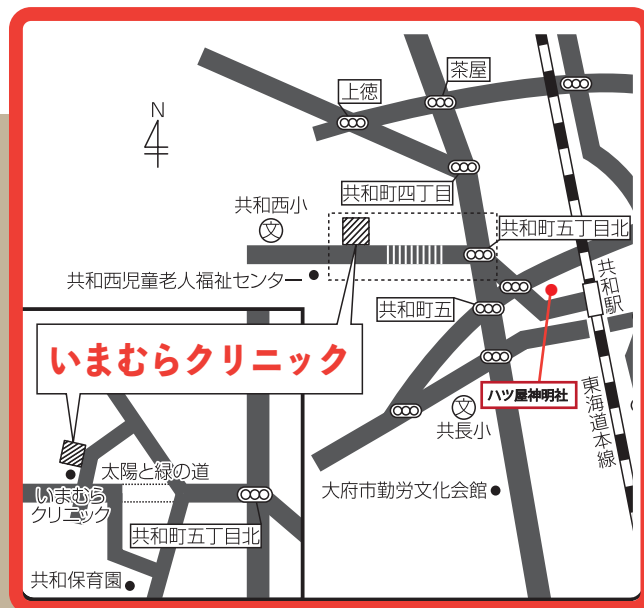 N
茶屋
上徳
共和町四丁目
共和西小
文
共和町五丁目北
共和西児童老人福祉センター
共和町五
共和駅
いまむらクリニック
八ツ屋神明社
東海道本線
文
共長小
太陽と緑の道
いまむら
クリニック
大府市勤労文化会館
共和町五丁目北
共和保育園